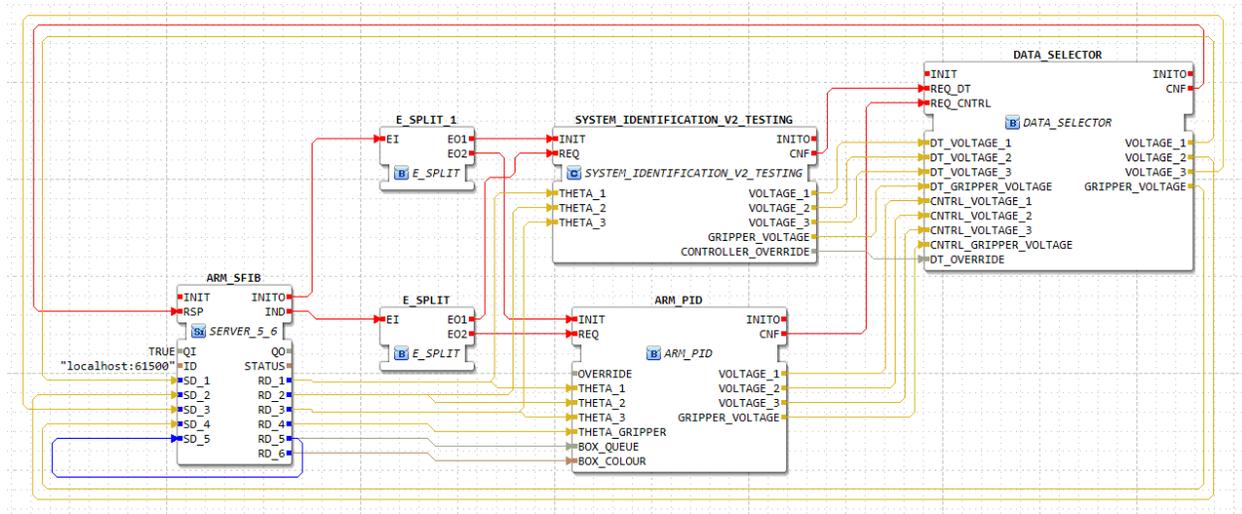 DATA_SELECTOR
INIT INITO
REQ_DT CNF
REQ_CNTRL
DATA_SELECTOR
DT_VOLTAGE_1 VOLTAGE_1
DT_VOLTAGE_2 VOLTAGE_2
DT_VOLTAGE_3 VOLTAGE_3
DT_GRIPPER_VOLTAGE GRIPPER_VOLTAGE
CNTRL_VOLTAGE_1
CNTRL_VOLTAGE_2
CNTRL_VOLTAGE_3
CNTRL_GRIPPER_VOLTAGE
DT_OVERRIDE
E_SPLIT_1
EI EO1
EO2
B E_SPLIT
SYSTEM_IDENTIFICATION_V2_TESTING
INIT INITO
REQ CNF
C SYSTEM_IDENTIFICATION_V2_TESTING
THETA_1 VOLTAGE_1
THETA_2 VOLTAGE_2
THETA_3 VOLTAGE_3
GRIPPER_VOLTAGE
CONTROLLER_OVERRIDE
ARM_SFIB
INIT INITO
RSP IND
SERVER_5_6
TRUE QI QO
"localhost:61500" ID STATUS
SD_1 RD_1
SD_2 RD_2
SD_3 RD_3
SD_4 RD_4
SD_5 RD_5
RD_6
E_SPLIT
EI EO1
EO2
B E_SPLIT
ARM_PID
INIT INITO
REQ CNF
B ARM_PID
OVERRIDE VOLTAGE_1
THETA_1 VOLTAGE_2
THETA_2 VOLTAGE_3
THETA_3 GRIPPER_VOLTAGE
THETA_GRIPPER
BOX_QUEUE
BOX_COLOUR